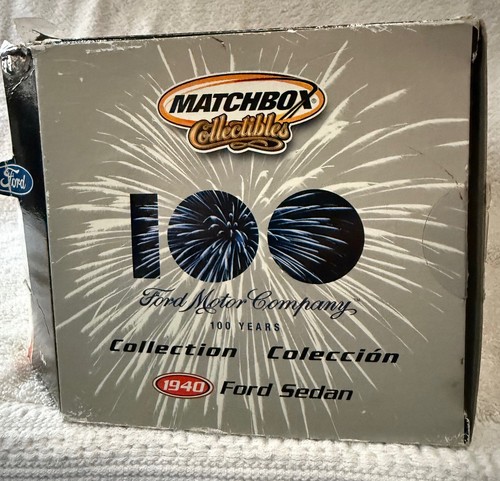 MATCHBOX
Collectibles
Ford
100
Ford Motor Company
100 YEARS
Collection Colección
1940 Ford Sedan